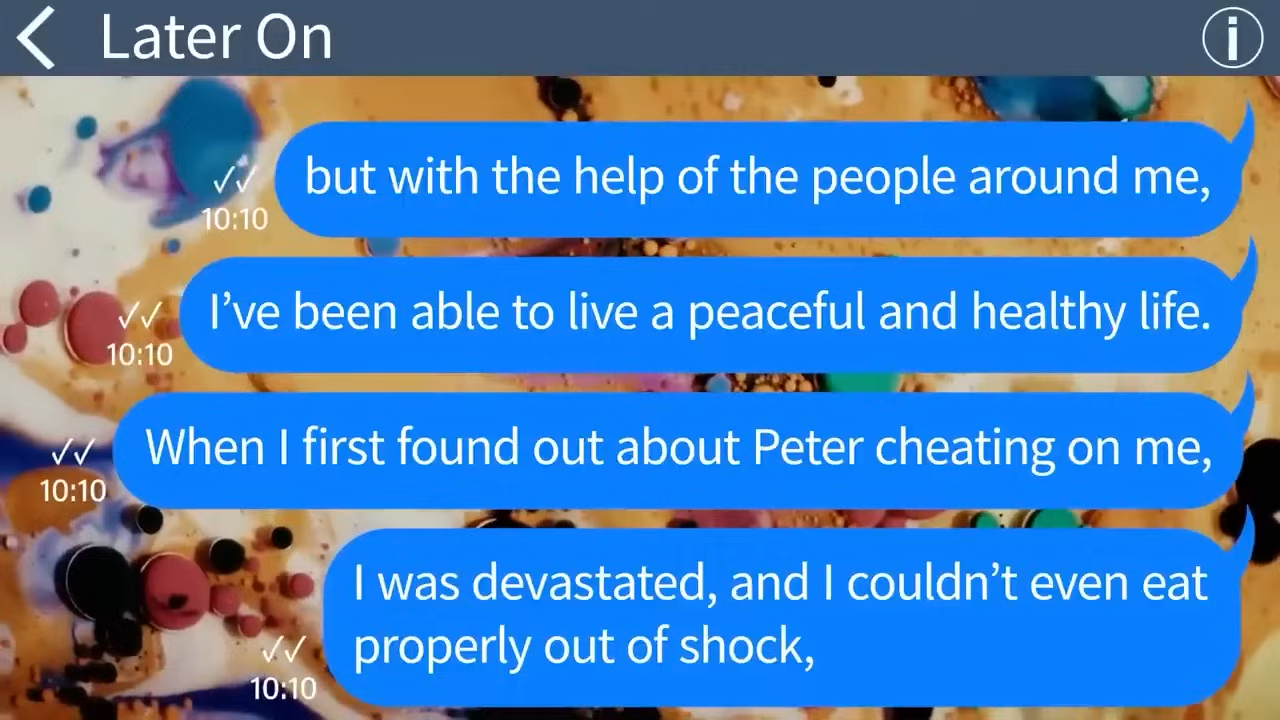 Later On
but with the help of the people around me,
✓✓
10:10
I’ve been able to live a peaceful and healthy life.
✓✓
10:10
When I first found out about Peter cheating on me,
✓✓
10:10
I was devastated, and I couldn’t even eat
properly out of shock,
✓✓
10:10